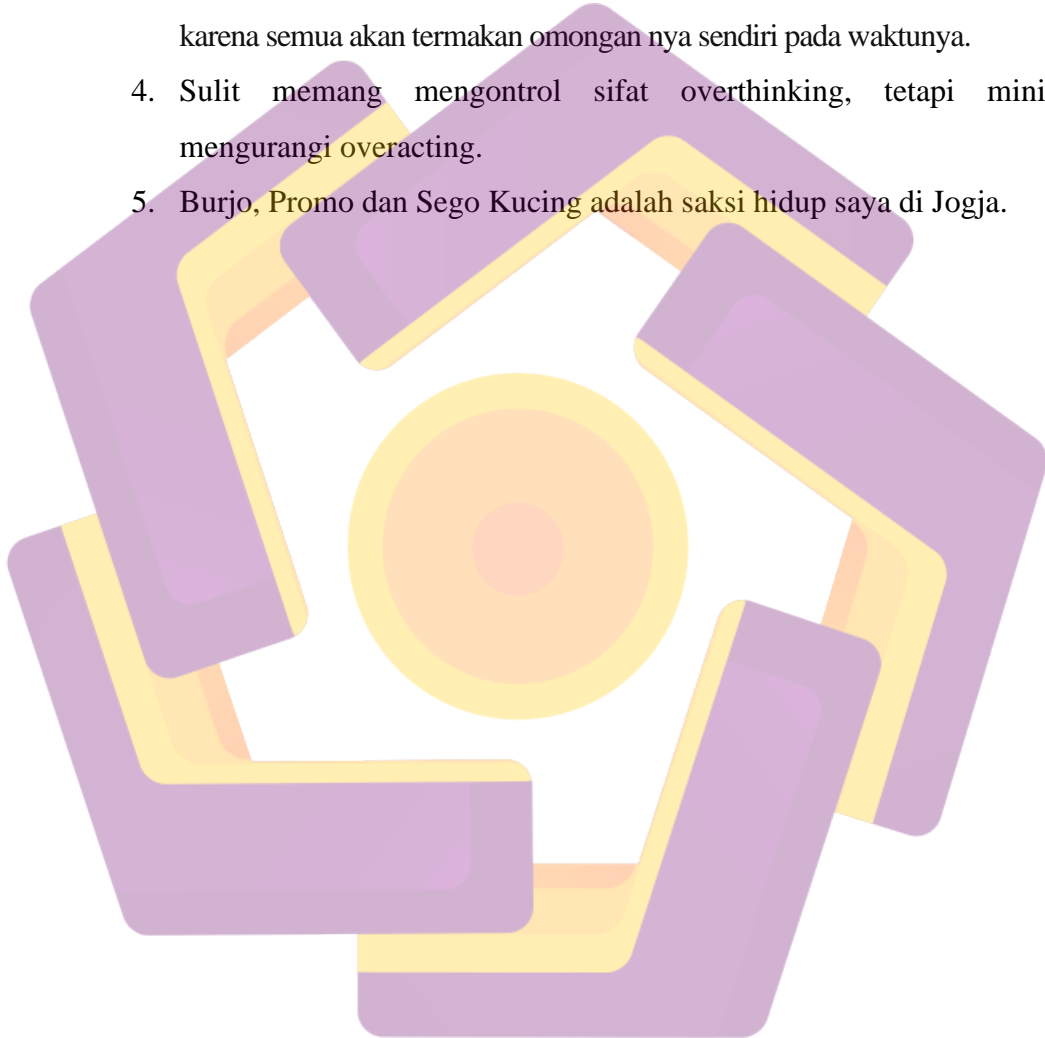 karena semua akan termakan omongan nya sendiri pada waktunya.
4. Sulit memang mengontrol sifat overthinking, tetapi mini
mengurangi overacting.
5. Burjo, Promo dan Sego Kucing adalah saksi hidup saya di Jogja.